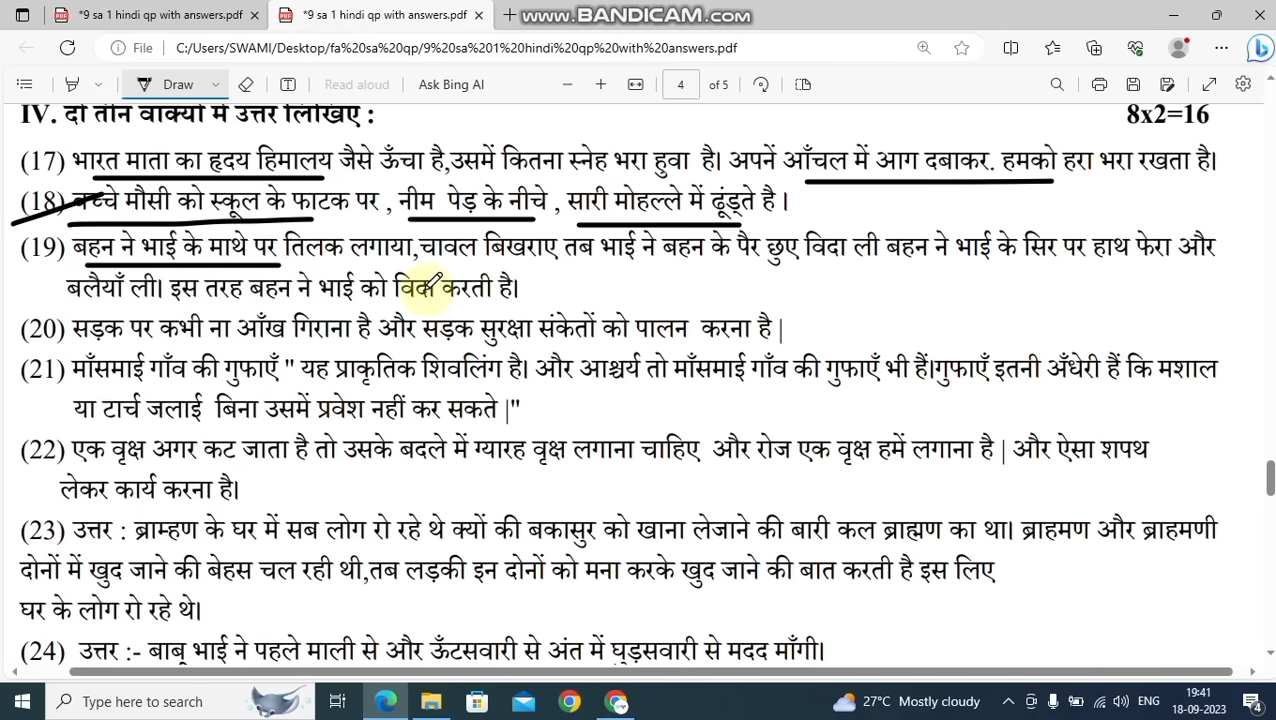 *9 sa 1 hindi qp with answers.pdf
*9 sa 1 hindi qp with answers.pdf
www.BANDICAM.com
File
C:/Users/SWAMI/Desktop/fa%20sa%20qp/9%20sa%201%20hindi%20qp%20with%20answers.pdf
Draw
Read aloud
Ask Bing AI
4
of 5
IV. दो तीन वाक्यों में उत्तर लिखिए : 8x2=16
(17) भारत माता का हृदय हिमालय जैसे ऊँचा है,उसमें कितना स्नेह भरा हुवा है। अपनें आँचल में आग दबाकर. हमको हरा भरा रखता है।
(18) बच्चे मौसी को स्कूल के फाटक पर , नीम पेड़ के नीचे , सारी मोहल्ले में ढूंड्ते है ।
(19) बहन ने भाई के माथे पर तिलक लगाया,चावल बिखराए तब भाई ने बहन के पैर छुए विदा ली बहन ने भाई के सिर पर हाथ फेरा और
बलैयाँ ली। इस तरह बहन ने भाई को विदा करती है।
(20) सड़क पर कभी ना आँख गिराना है और सड़क सुरक्षा संकेतों को पालन करना है |
(21) माँसमाई गाँव की गुफाएँ " यह प्राकृतिक शिवलिंग है। और आश्चर्य तो माँसमाई गाँव की गुफाएँ भी हैं।गुफाएँ इतनी अँधेरी हैं कि मशाल
या टार्च जलाई बिना उसमें प्रवेश नहीं कर सकते |"
(22) एक वृक्ष अगर कट जाता है तो उसके बदले में ग्यारह वृक्ष लगाना चाहिए और रोज एक वृक्ष हमें लगाना है | और ऐसा शपथ
लेकर कार्य करना है।
(23) उत्तर : ब्राम्हण के घर में सब लोग रो रहे थे क्यों की बकासुर को खाना लेजाने की बारी कल ब्राह्मण का था। ब्राहमण और ब्राहमणी
दोनों में खुद जाने की बेहस चल रही थी,तब लड़की इन दोनों को मना करके खुद जाने की बात करती है इस लिए
घर के लोग रो रहे थे।
(24) उत्तर :- बाबू भाई ने पहले माली से और ऊँटसवारी से अंत में घुड़सवारी से मदद माँगी।
Type here to search
27°C Mostly cloudy
ENG
19:41
18-09-2023
4